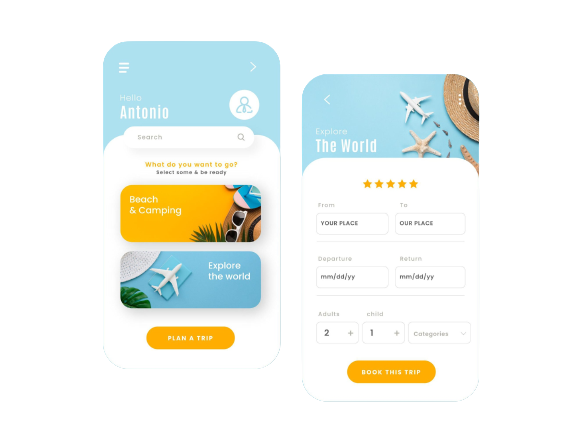 Hello
Antonio
Search
What do you want to go?
Select some & be ready
Beach
& Camping
Explore
the world
PLAN A TRIP
Explore
The World
From
To
YOUR PLACE
OUR PLACE
Departure
Return
mm/dd/yy
mm/dd/yy
Adults
child
2 +
1 +
Categories
BOOK THIS TRIP